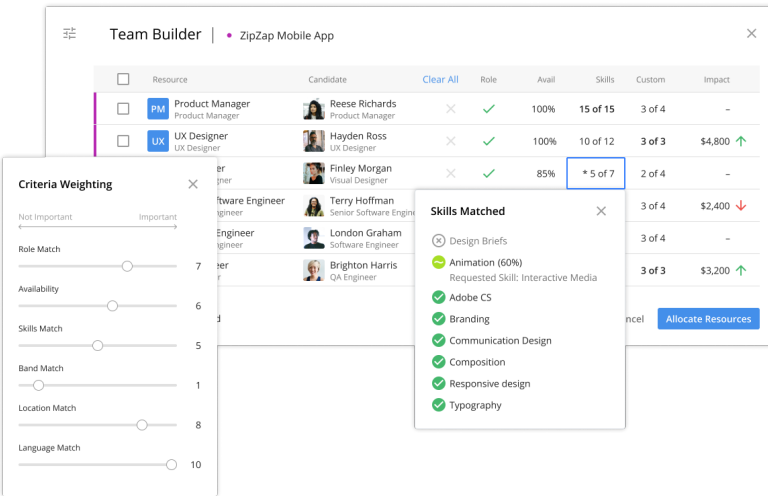 Team Builder | • ZipZap Mobile App
Resource Candidate Clear All Role Avail Skills Custom Impact
PM Product Manager Reese Richards 100% 15 of 15 3 of 4 –
Product Manager Product Manager
UX UX Designer Hayden Ross 100% 10 of 12 3 of 3 $4,800
UX Designer UX Designer
er Finley Morgan 85% * 5 of 7 2 of 4 –
gner Visual Designer
ftware Engineer Terry Hoffman 3 of 4 $2,400
gineer Senior Software Engine
Engineer London Graham 3 of 4 –
gineer Software Engineer
eer Brighton Harris 3 of 3 $3,200
er QA Engineer
d ncel Allocate Resources
Criteria Weighting
Not Important Important
Role Match
7
Availability
6
Skills Match
5
Band Match
1
Location Match
8
Language Match
10
Skills Matched
Design Briefs
Animation (60%)
Requested Skill: Interactive Media
Adobe CS
Branding
Communication Design
Composition
Responsive design
Typography